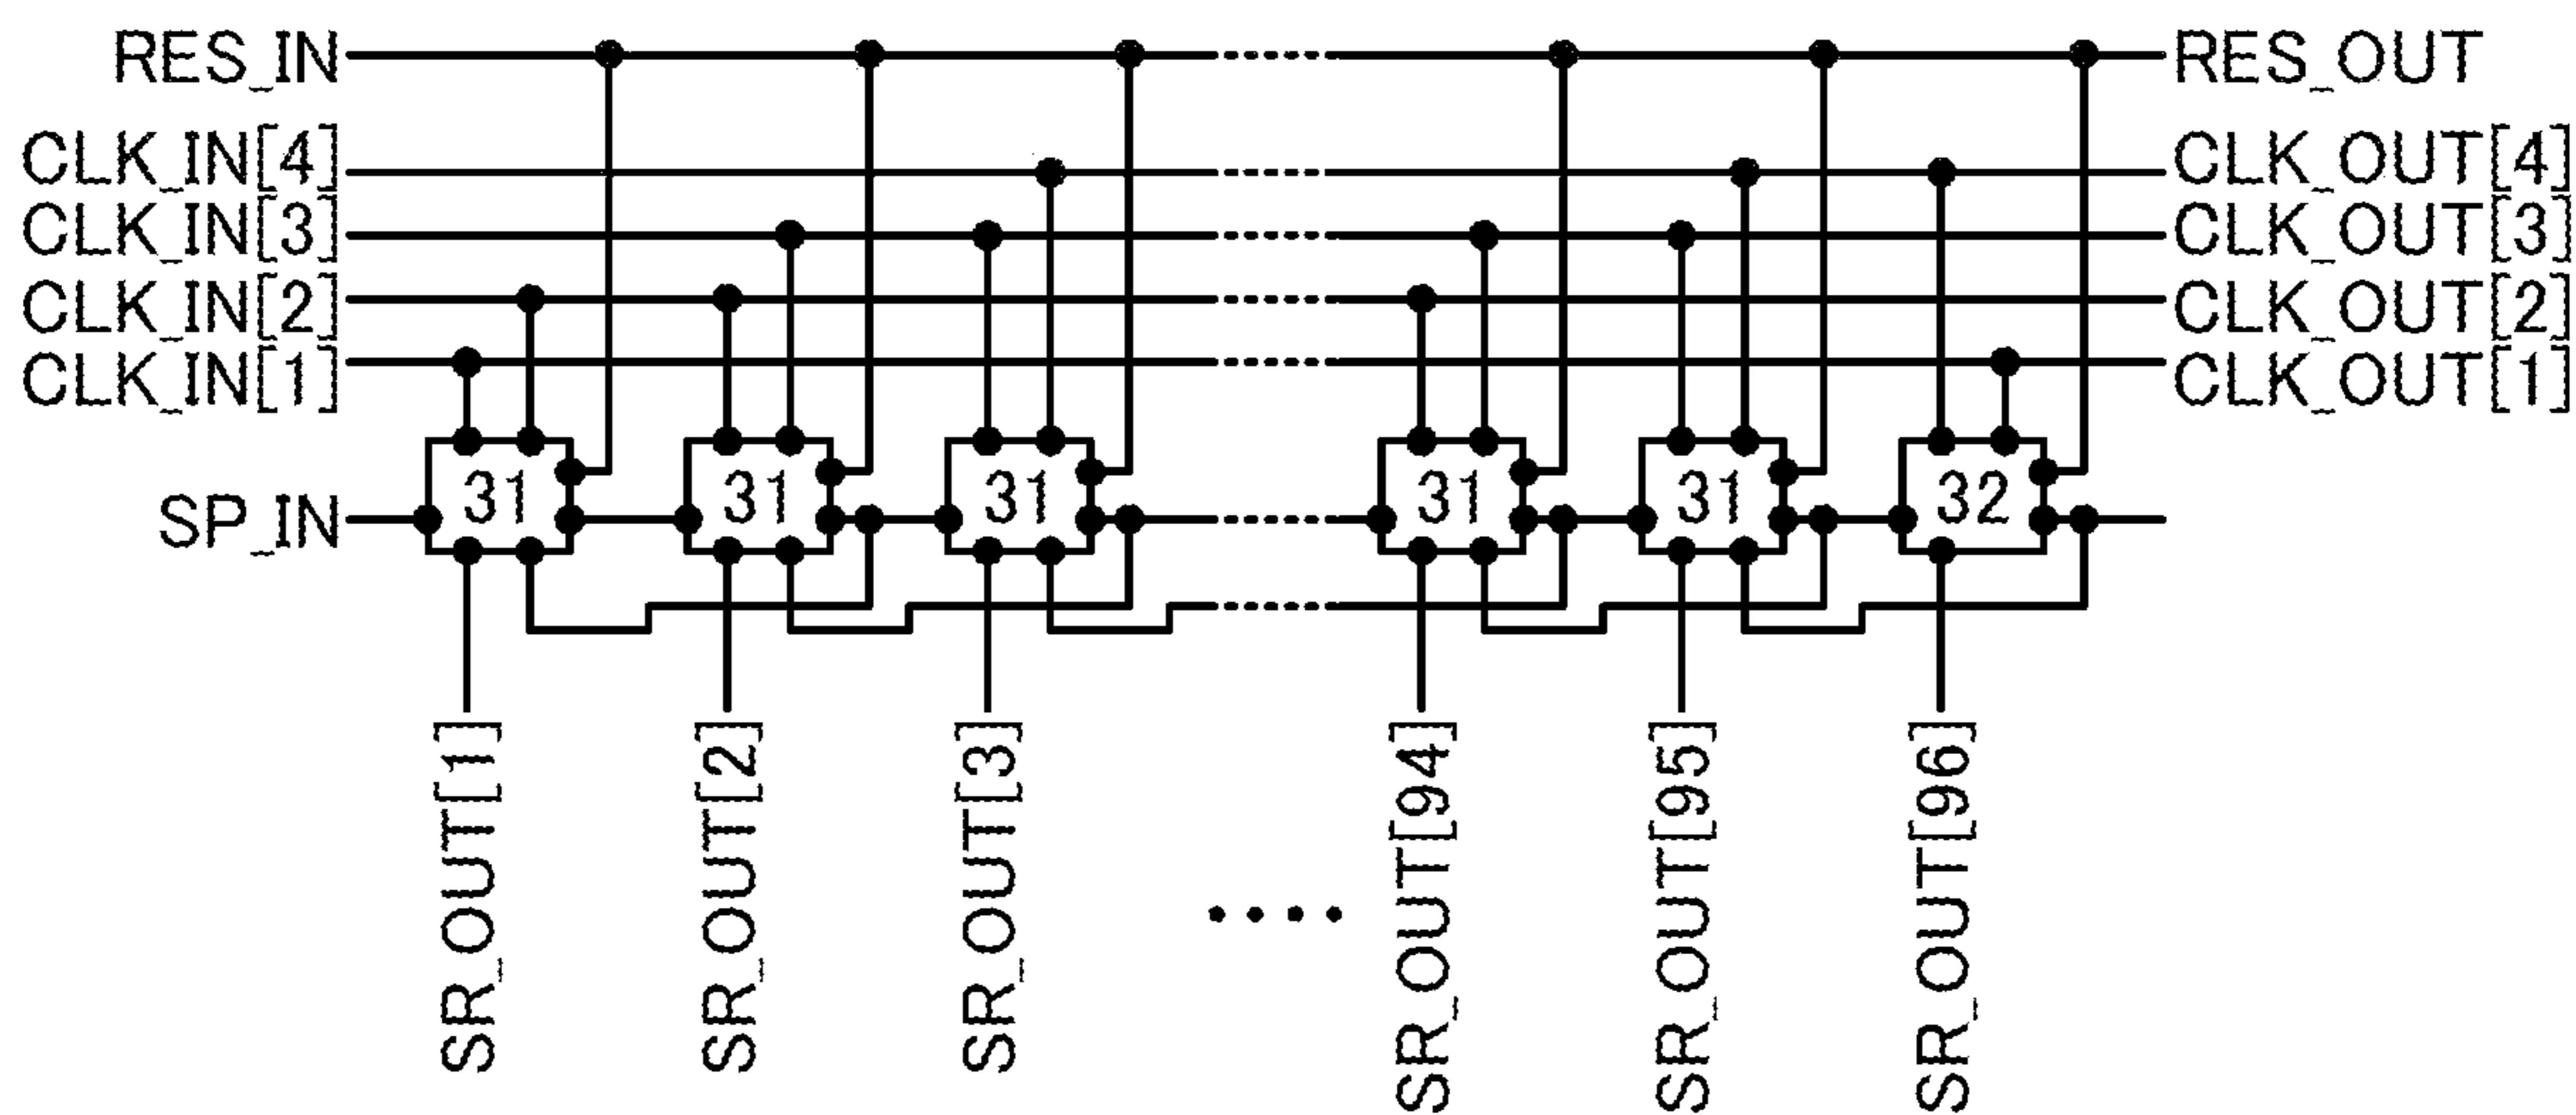 RES_IN
RES_OUT
CLK_IN[4]
CLK_OUT[4]
CLK_IN[3]
CLK_OUT[3]
CLK_IN[2]
CLK_OUT[2]
CLK_IN[1]
CLK_OUT[1]
SP_IN
31
31
31
31
31
32
SR_OUT[1]
SR_OUT[2]
SR_OUT[3]
SR_OUT[94]
SR_OUT[95]
SR_OUT[96]